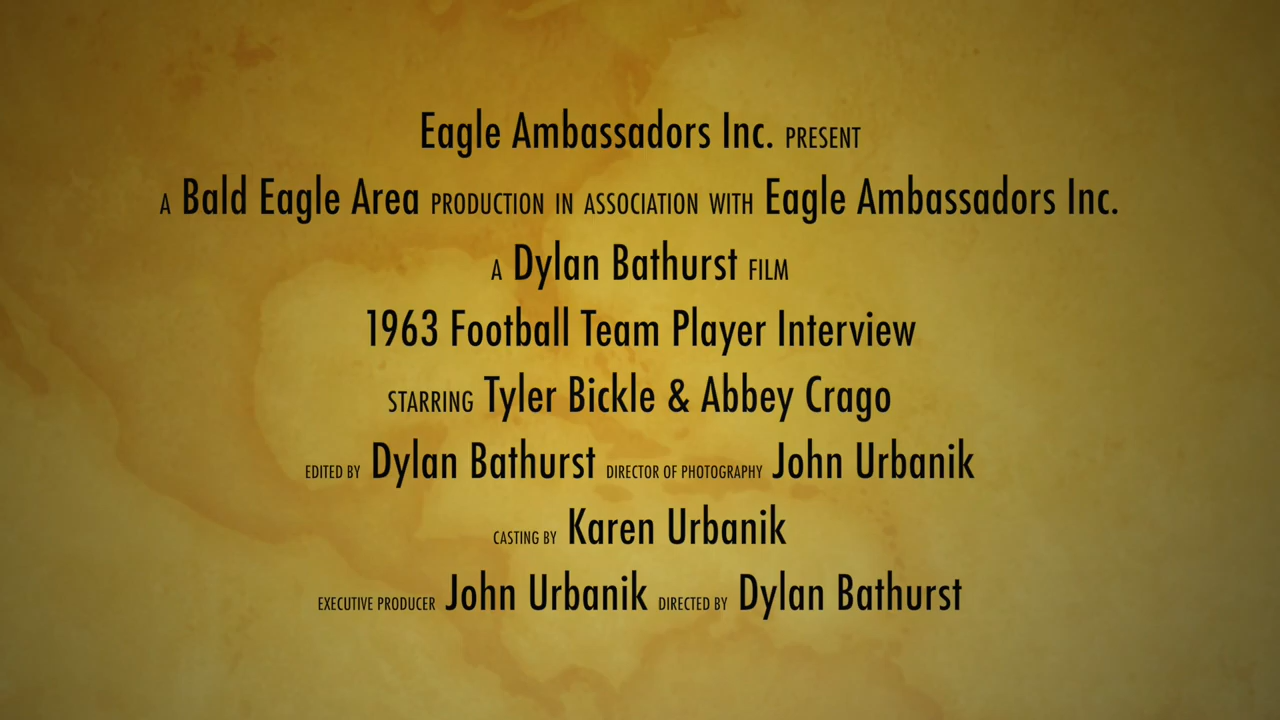 Eagle Ambassadors Inc. PRESENT
A Bald Eagle Area PRODUCTION IN ASSOCIATION WITH Eagle Ambassadors Inc.
A Dylan Bathurst FILM
1963 Football Team Player Interview
STARRING Tyler Bickle & Abbey Crago
EDITED BY Dylan Bathurst DIRECTOR OF PHOTOGRAPHY John Urbanik
CASTING BY Karen Urbanik
EXECUTIVE PRODUCER John Urbanik DIRECTED BY Dylan Bathurst